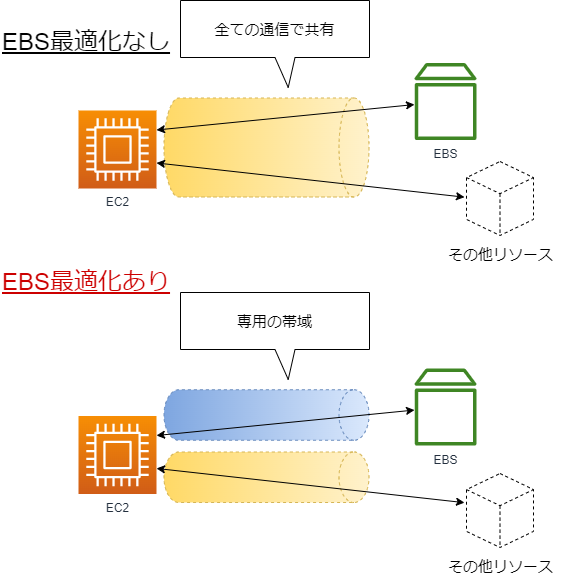 EBS最適化なし
全ての通信で共有
EC2
EBS
その他リソース
EBS最適化あり
専用の帯域
EC2
EBS
その他リソース